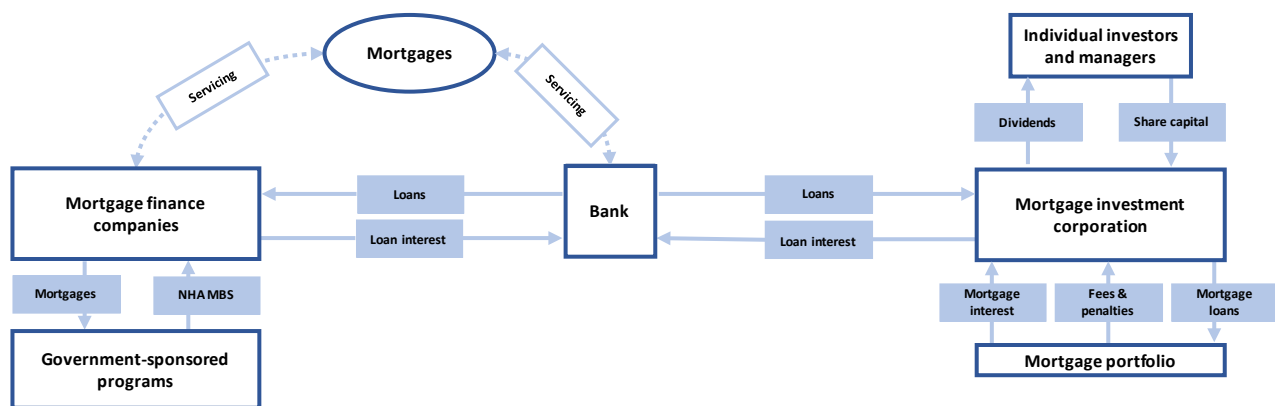 Mortgages
Individual investors
and managers
Servicing
Servicing
Dividends
Share capital
Mortgage finance
companies
Loans
Loan interest
Bank
Loans
Loan interest
Mortgage investment
corporation
Mortgages
NHA MBS
Mortgage
interest
Fees &
penalties
Mortgage
loans
Government-sponsored
programs
Mortgage portfolio